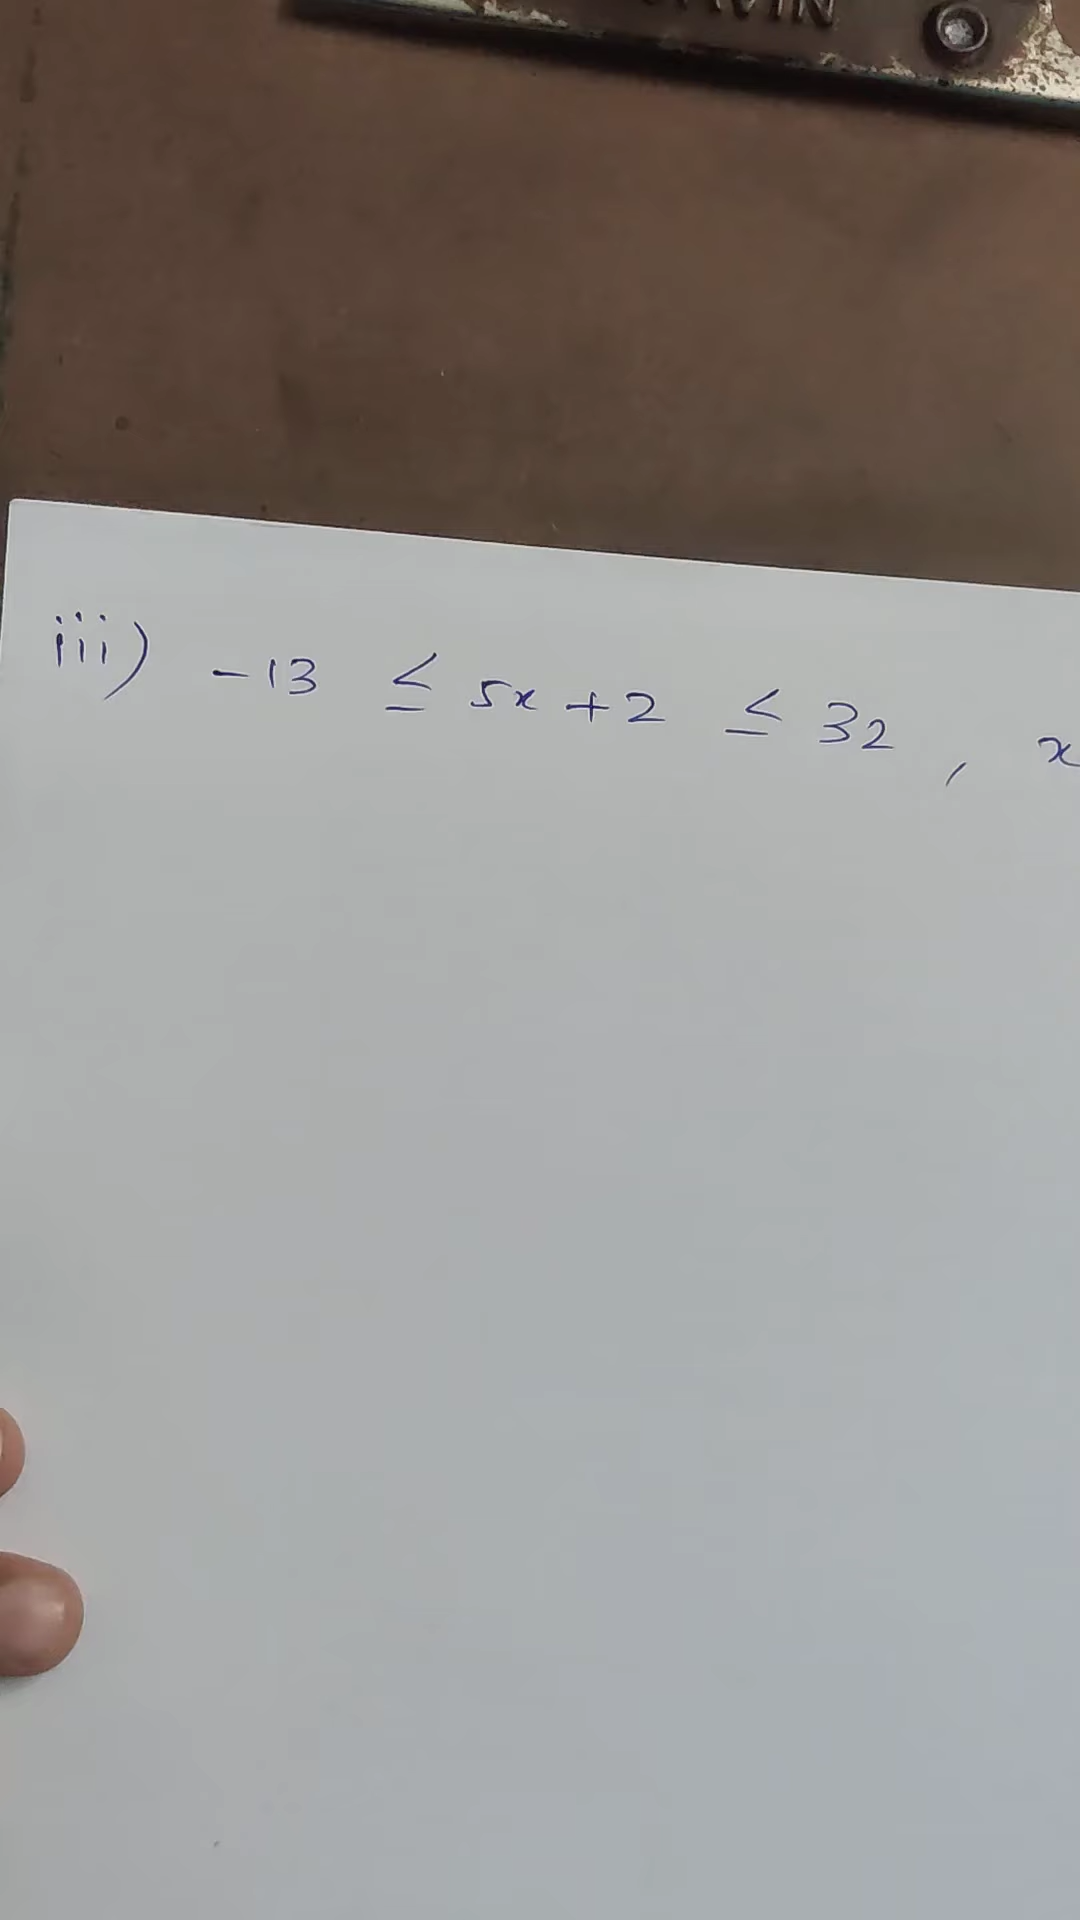 iii) -13 ≤ 5x + 2 ≤ 32 , x